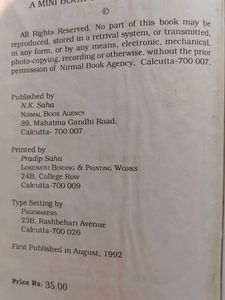 A MINI BOOK
©
All Rights Reserved. No part of this book may be
reproduced, stored in a retrival system, or transmitted,
in any form, or by any means, electronic, mechanical,
photo-copying, recording or otherwise, without the prior
permission of Nirmal Book Agency, Calcutta-700 007.
Published by
N.K. Saha
NIRMAL BOOK AGENCY
89, Mahatma Gandhi Road,
Calcutta- 700 007.
Printed by
Pradip Saha
LOKENATH BINDING & PRINTING WORKS
24B, College Row
Calcutta-700 009
Type Setting by
PAGEMAKERS
23B, Rashbehari Avenue
Calcutta-700 026
First Published in August, 1992
Price Rs. 35.00